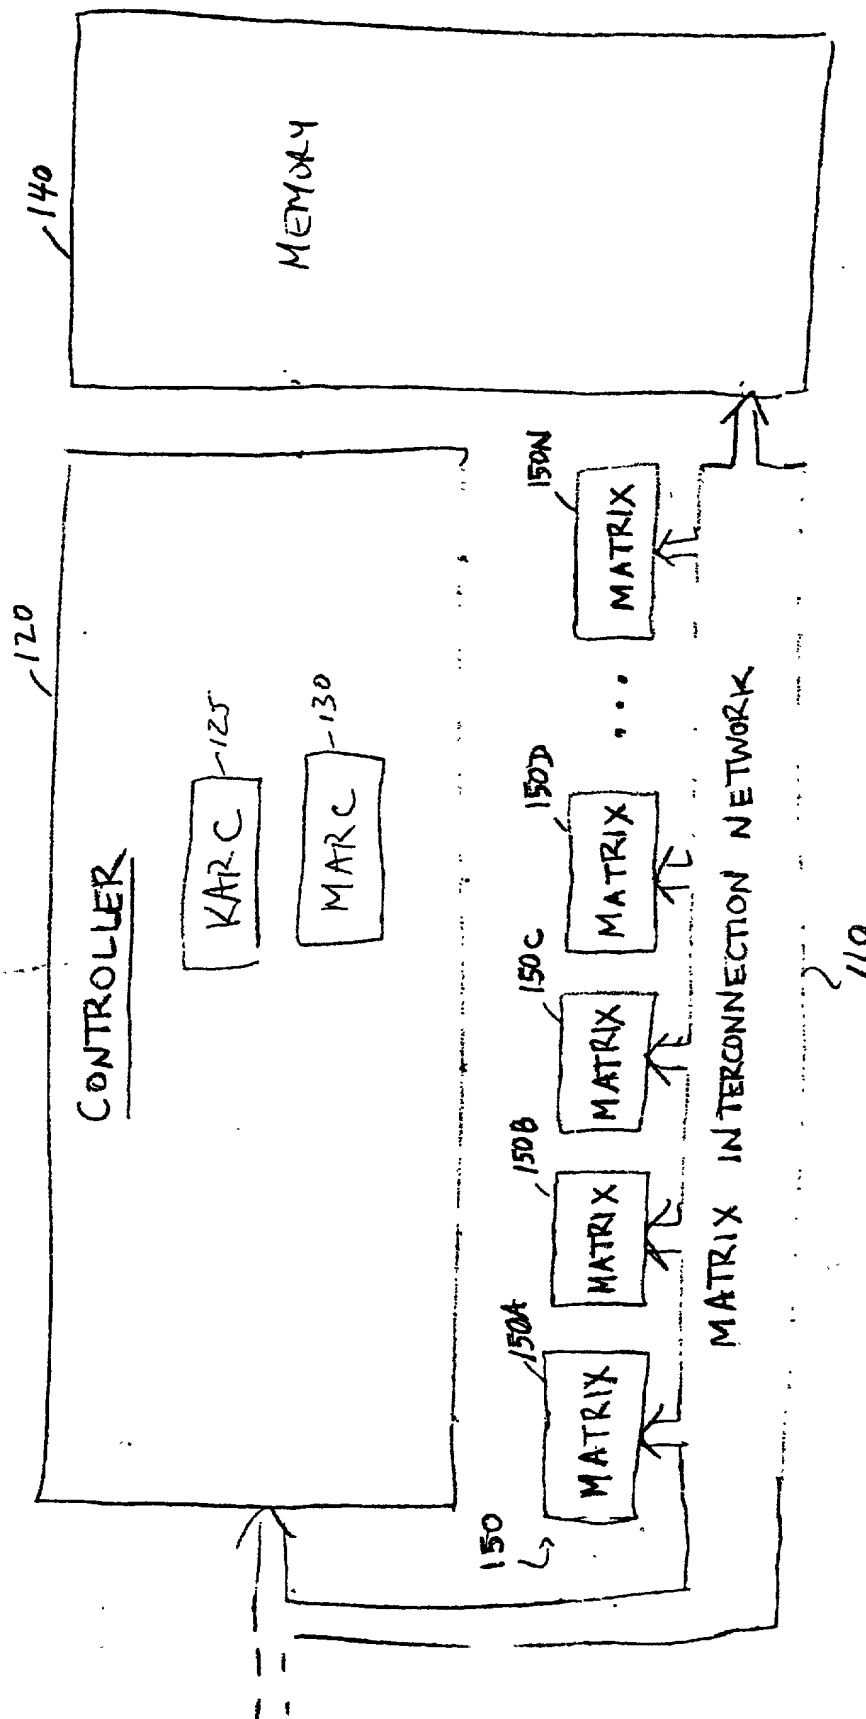 120
140
CONTROLLER
MEMORY
KARC
125
MARC
130
150
150A
150B
150C
150D
150N
MATRIX
MATRIX
MATRIX
MATRIX
...
MATRIX
MATRIX INTERCONNECTION NETWORK
110